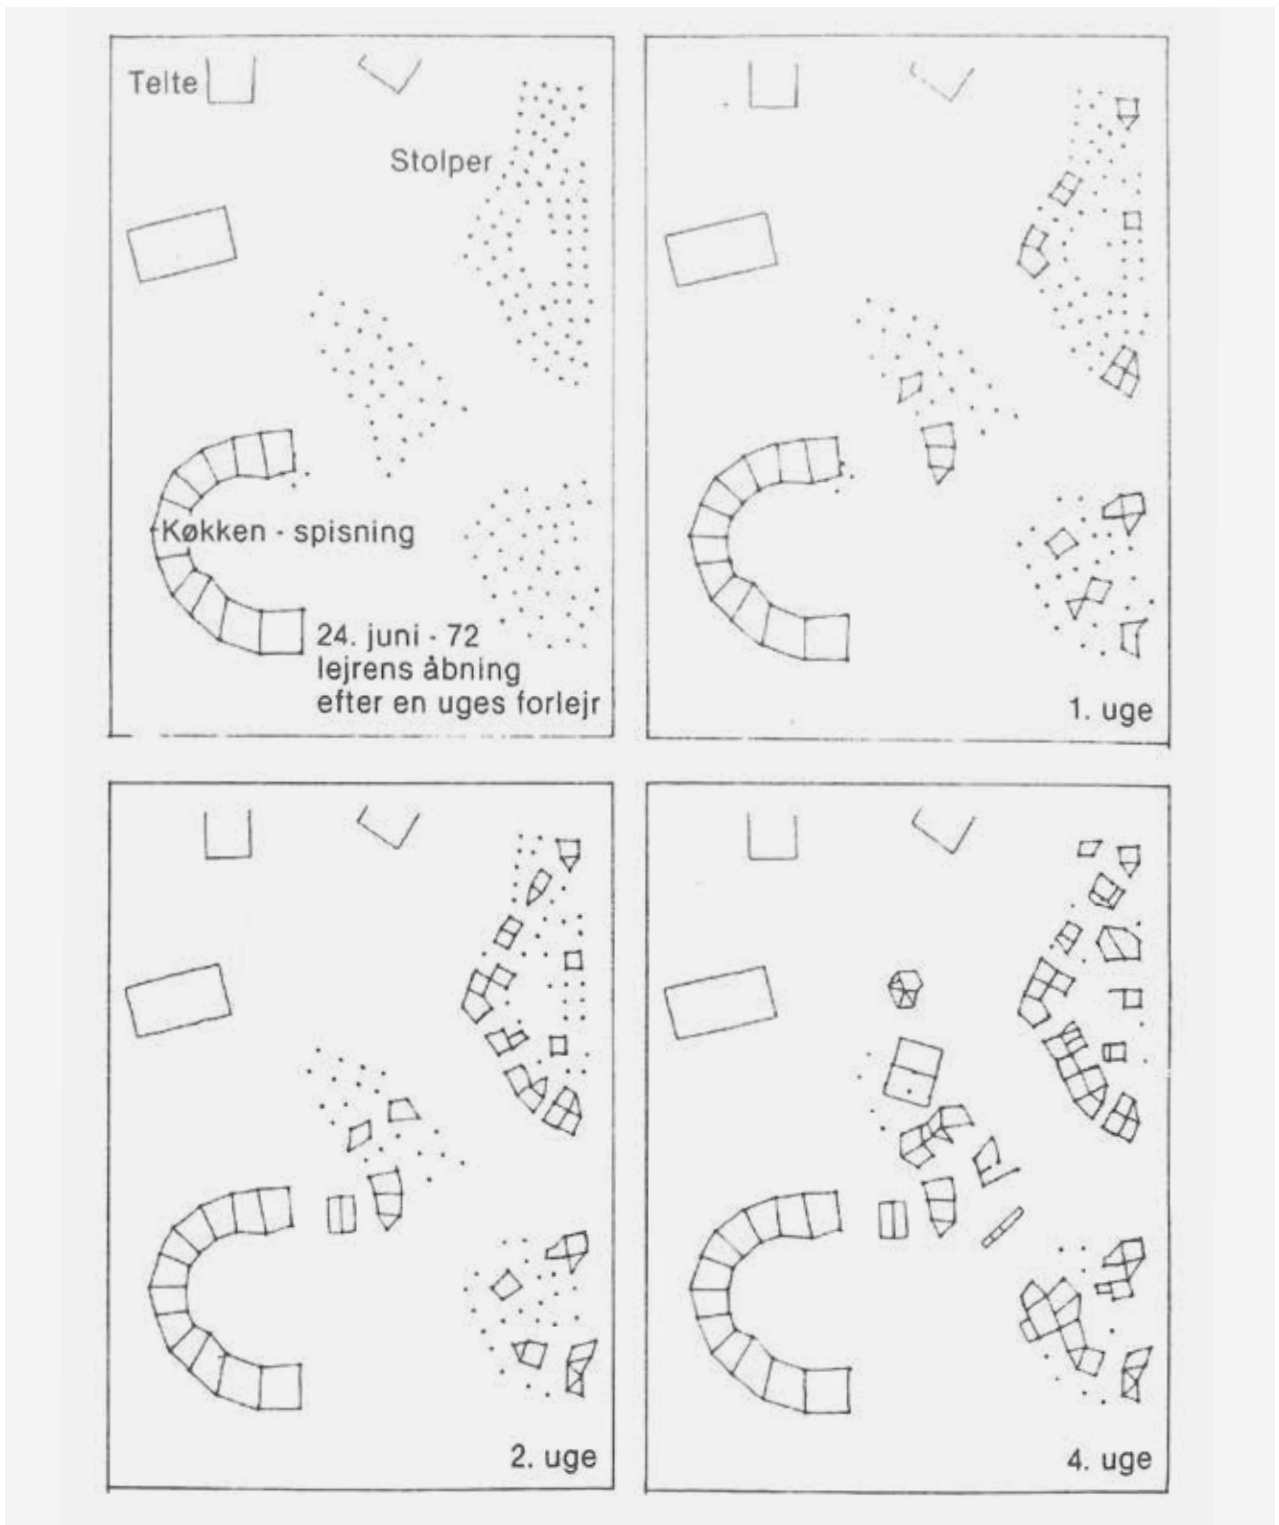 Telte
Stolper
Køkken - spisning
24. juni - 72
lejrens åbning
efter en uges forlejr
1. uge
2. uge
4. uge